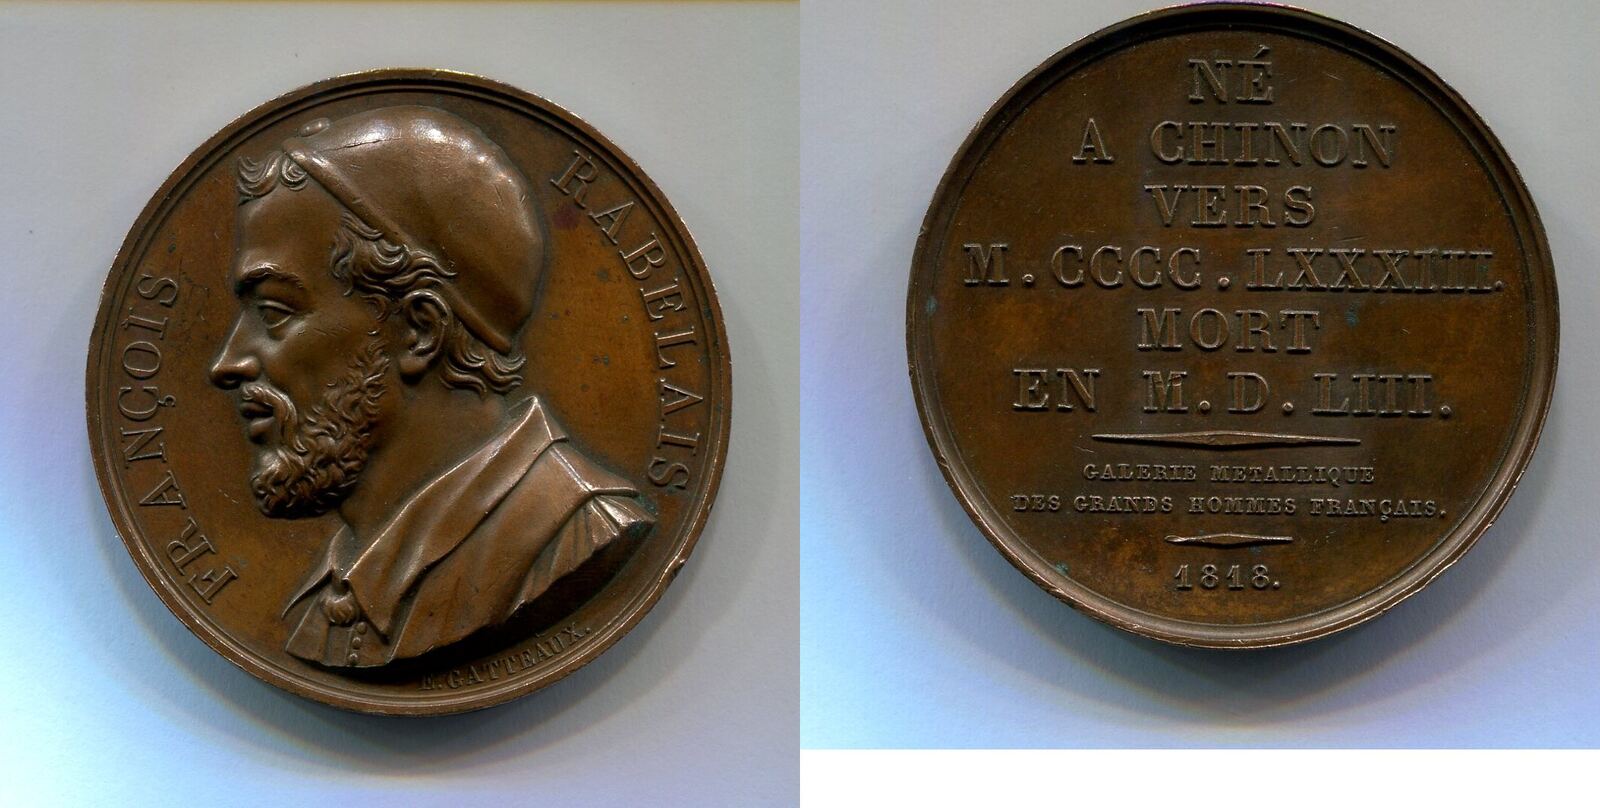 FRANÇOIS
RABELAIS
E. GATTEAUX.
NÉ
A CHINON
VERS
M. CCCC. LXXXIII.
MORT
EN M. D. LIII.
GALERIE METALLIQUE
DES GRANDS HOMMES FRANÇAIS.
1818.